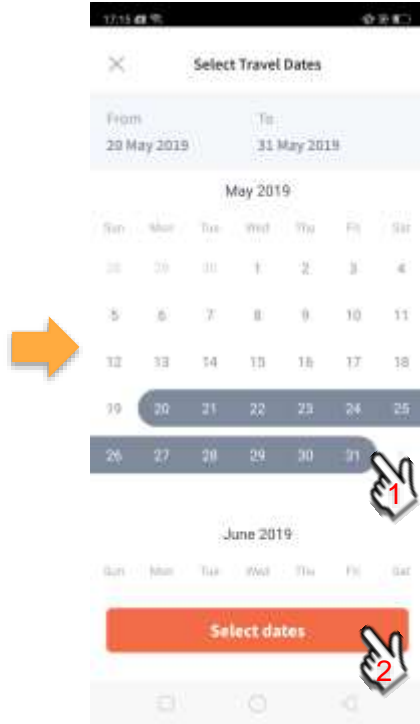 17:15
Select Travel Dates
From To
20 May 2019 31 May 2019
May 2019
Sun Mon Tue Wed Thu Fri Sat
28 29 30 1 2 3 4
5 6 7 8 9 10 11
12 13 14 15 16 17 18
19 20 21 22 23 24 25
26 27 28 29 30 31
1
June 2019
Sun Mon Tue Wed Thu Fri Sat
Select dates
2